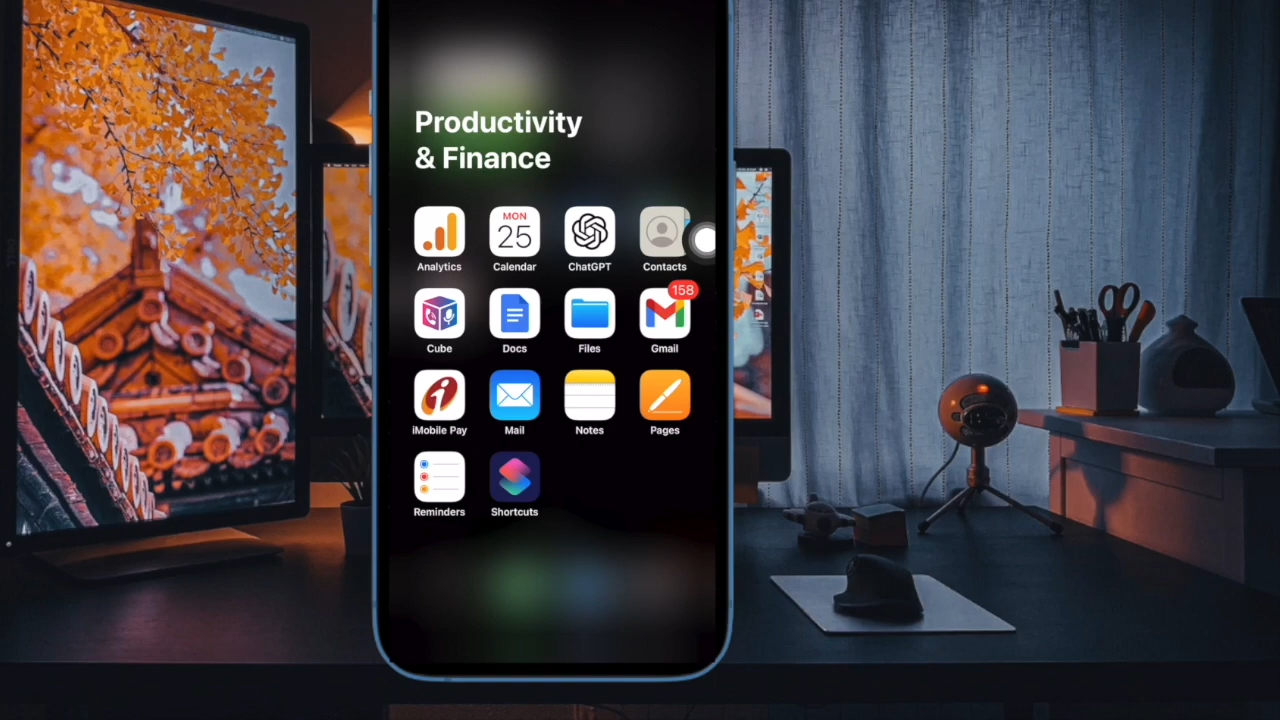 Productivity
& Finance
MON
25
Analytics
Calendar
ChatGPT
Contacts
158
Cube
Docs
Files
Gmail
iMobile Pay
Mail
Notes
Pages
Reminders
Shortcuts